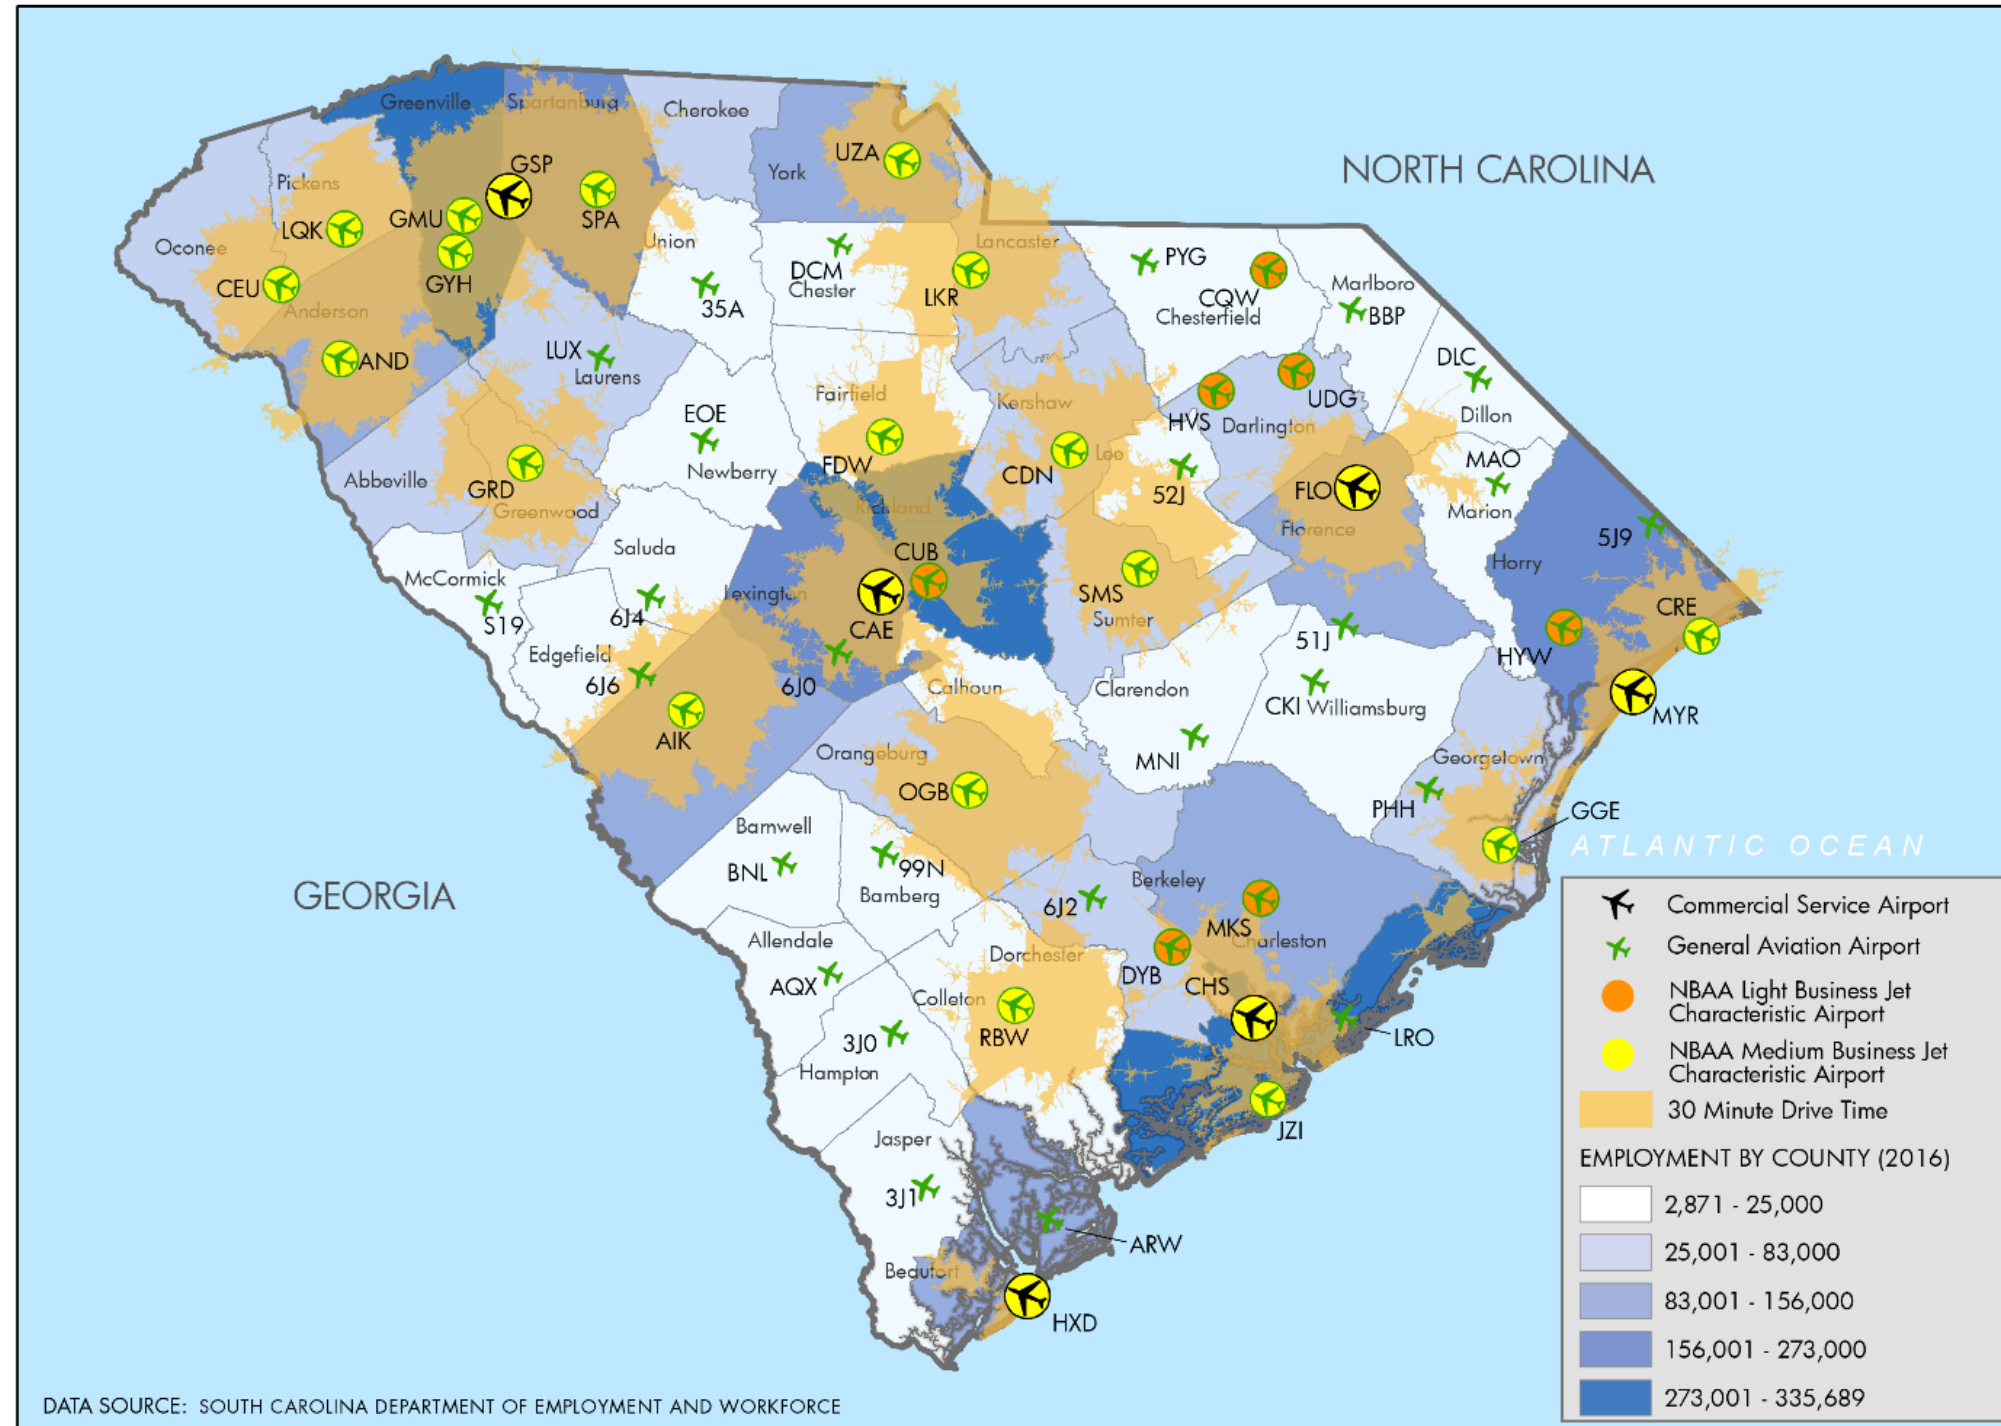 Greenville
Spartanburg
Cherokee
GSP
UZA
York
NORTH CAROLINA
Pickens
LQK
GMU
SPA
Oconee
Union
Lancaster
DCM
Chester
PYG
CEU
GYH
CQW
Chesterfield
Marlboro
BBP
LKR
35A
Anderson
AND
LUX
Laurens
DLC
Dillon
Fairfield
Kershaw
UDG
HVS
Darlington
EOE
Newberry
FDW
Lee
MAO
Marion
Abbeville
GRD
Greenwood
CDN
52J
FLO
Florence
Richland
Saluda
CUB
5J9
Horry
McCormick
S19
6J4
Lexington
CAE
SMS
Sumter
CRE
Edgefield
6J6
6J0
51J
HYW
Calhoun
Clarendon
CKI Williamsburg
MYR
AIK
Orangeburg
MNI
Georgetown
OGB
PHH
GGE
Barnwell
BNL
99N
Bamberg
ATLANTIC OCEAN
GEORGIA
Berkeley
6J2
MKS
Charleston
Allendale
AQX
Dorchester
DYB
CHS
Colleton
RBW
3J0
Hampton
LRO
JZI
Jasper
3J1
ARW
Beaufort
HXD
Commercial Service Airport
General Aviation Airport
NBAA Light Business Jet
Characteristic Airport
NBAA Medium Business Jet
Characteristic Airport
30 Minute Drive Time
EMPLOYMENT BY COUNTY (2016)
2,871 - 25,000
25,001 - 83,000
83,001 - 156,000
156,001 - 273,000
273,001 - 335,689
DATA SOURCE: SOUTH CAROLINA DEPARTMENT OF EMPLOYMENT AND WORKFORCE